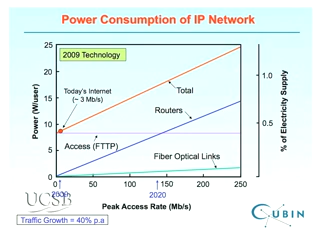 Power Consumption of IP Network
25
20
15
10
5
0
2009 Technology
Today's Internet
(~ 3 Mb/s)
Total
Routers
Access (FTTP)
Fiber Optical Links
1.0
0.5
Power (W/user)
% of Electricity Supply
0 50 100 150 200 250
2009
2020
Peak Access Rate (Mb/s)
UCSB
Traffic Growth = 40% p.a
CUBIN